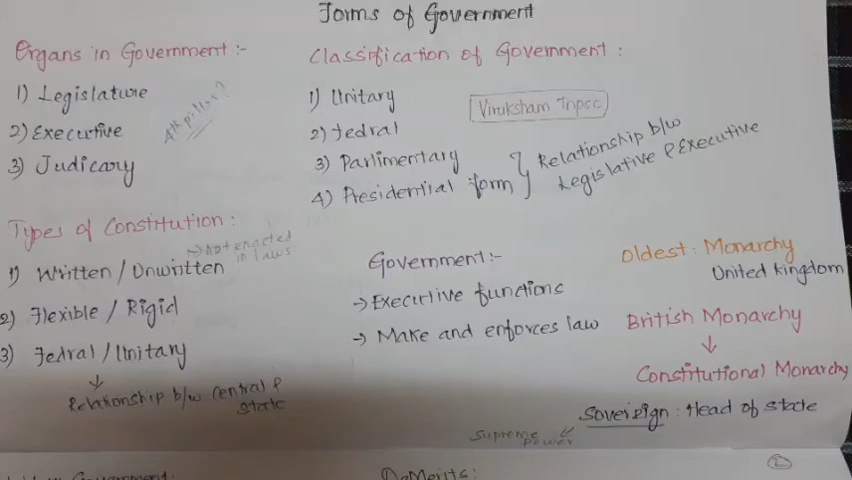 Forms of Government
Organs in Government :-
1) Legislature
2) Executive
3) Judicary
4th pillar?
Classification of Government :
1) Unitary
2) Fedral
3) Parlimentary
4) Presidential form
Relationship b/w
Legislative & Executive
Viruksham Tnpsc
Types of Constitution :
1) Written / Unwritten
→ Not enacted
in laws
2) Flexible / Rigid
3) Fedral / Unitary
↓
Relationship b/w Central &
State
Government :-
→ Executive functions
→ Make and enforces law
Oldest : Monarchy
United kingdom
British Monarchy
↓
Constitutional Monarchy
Sovereign : Head of state
Supreme
power
2
DeMerits :